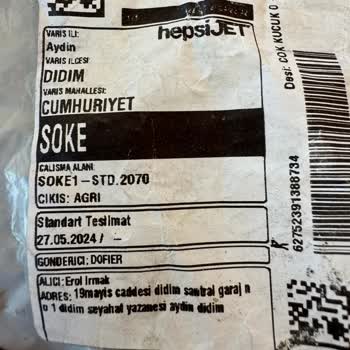 hepsiJET
VARIS ILI:
Aydin
VARIS ILCESI:
DIDIM
VARIS MAHALLESI:
CUMHURIYET
SOKE
CALISMA ALANI:
SOKE1-STD.2070
CIKIS: AGRI
Standart Teslimat
27.05.2024 / -
GONDERICI: DOFIER
ALICI: Erol Irmak
ADRES: 19mayis caddesi didim santral garaj n
o 1 didim seyahat yazanesi aydin didim
Desi: COK KUCUK 0
62752391388734